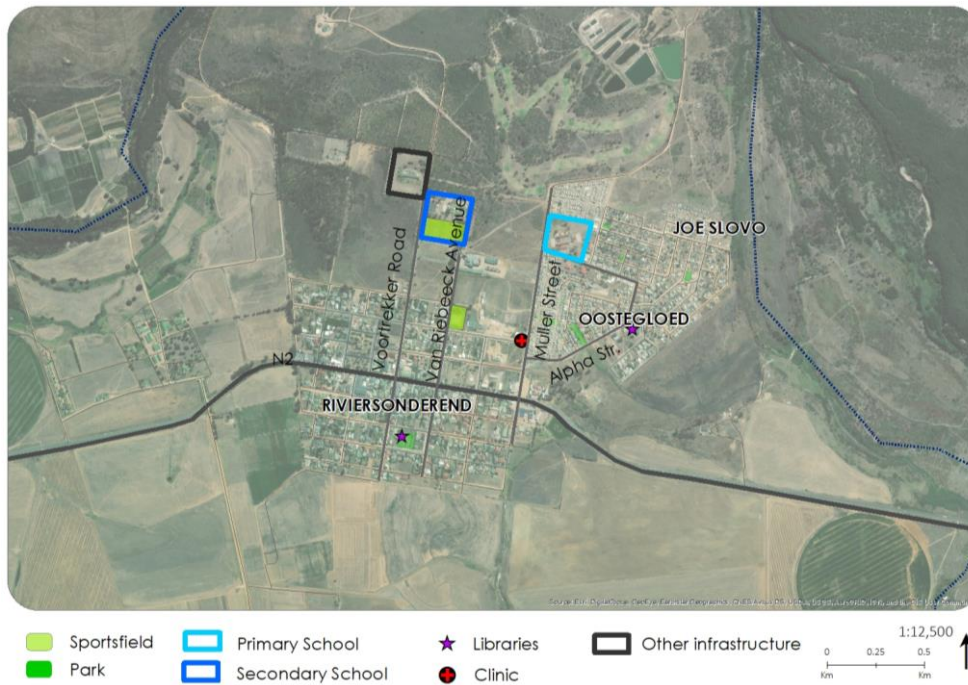 JOE SLOVO
OOSTEGLOED
Voortrekker Road
Van Riebeeck Avenue
Muller Street
Alpha Str.
N2
RIVIERSONDEREND
Sportsfield
Park
Primary School
Secondary School
Libraries
Clinic
Other infrastructure
1:12,500
0 0.25 0.5
Km Km